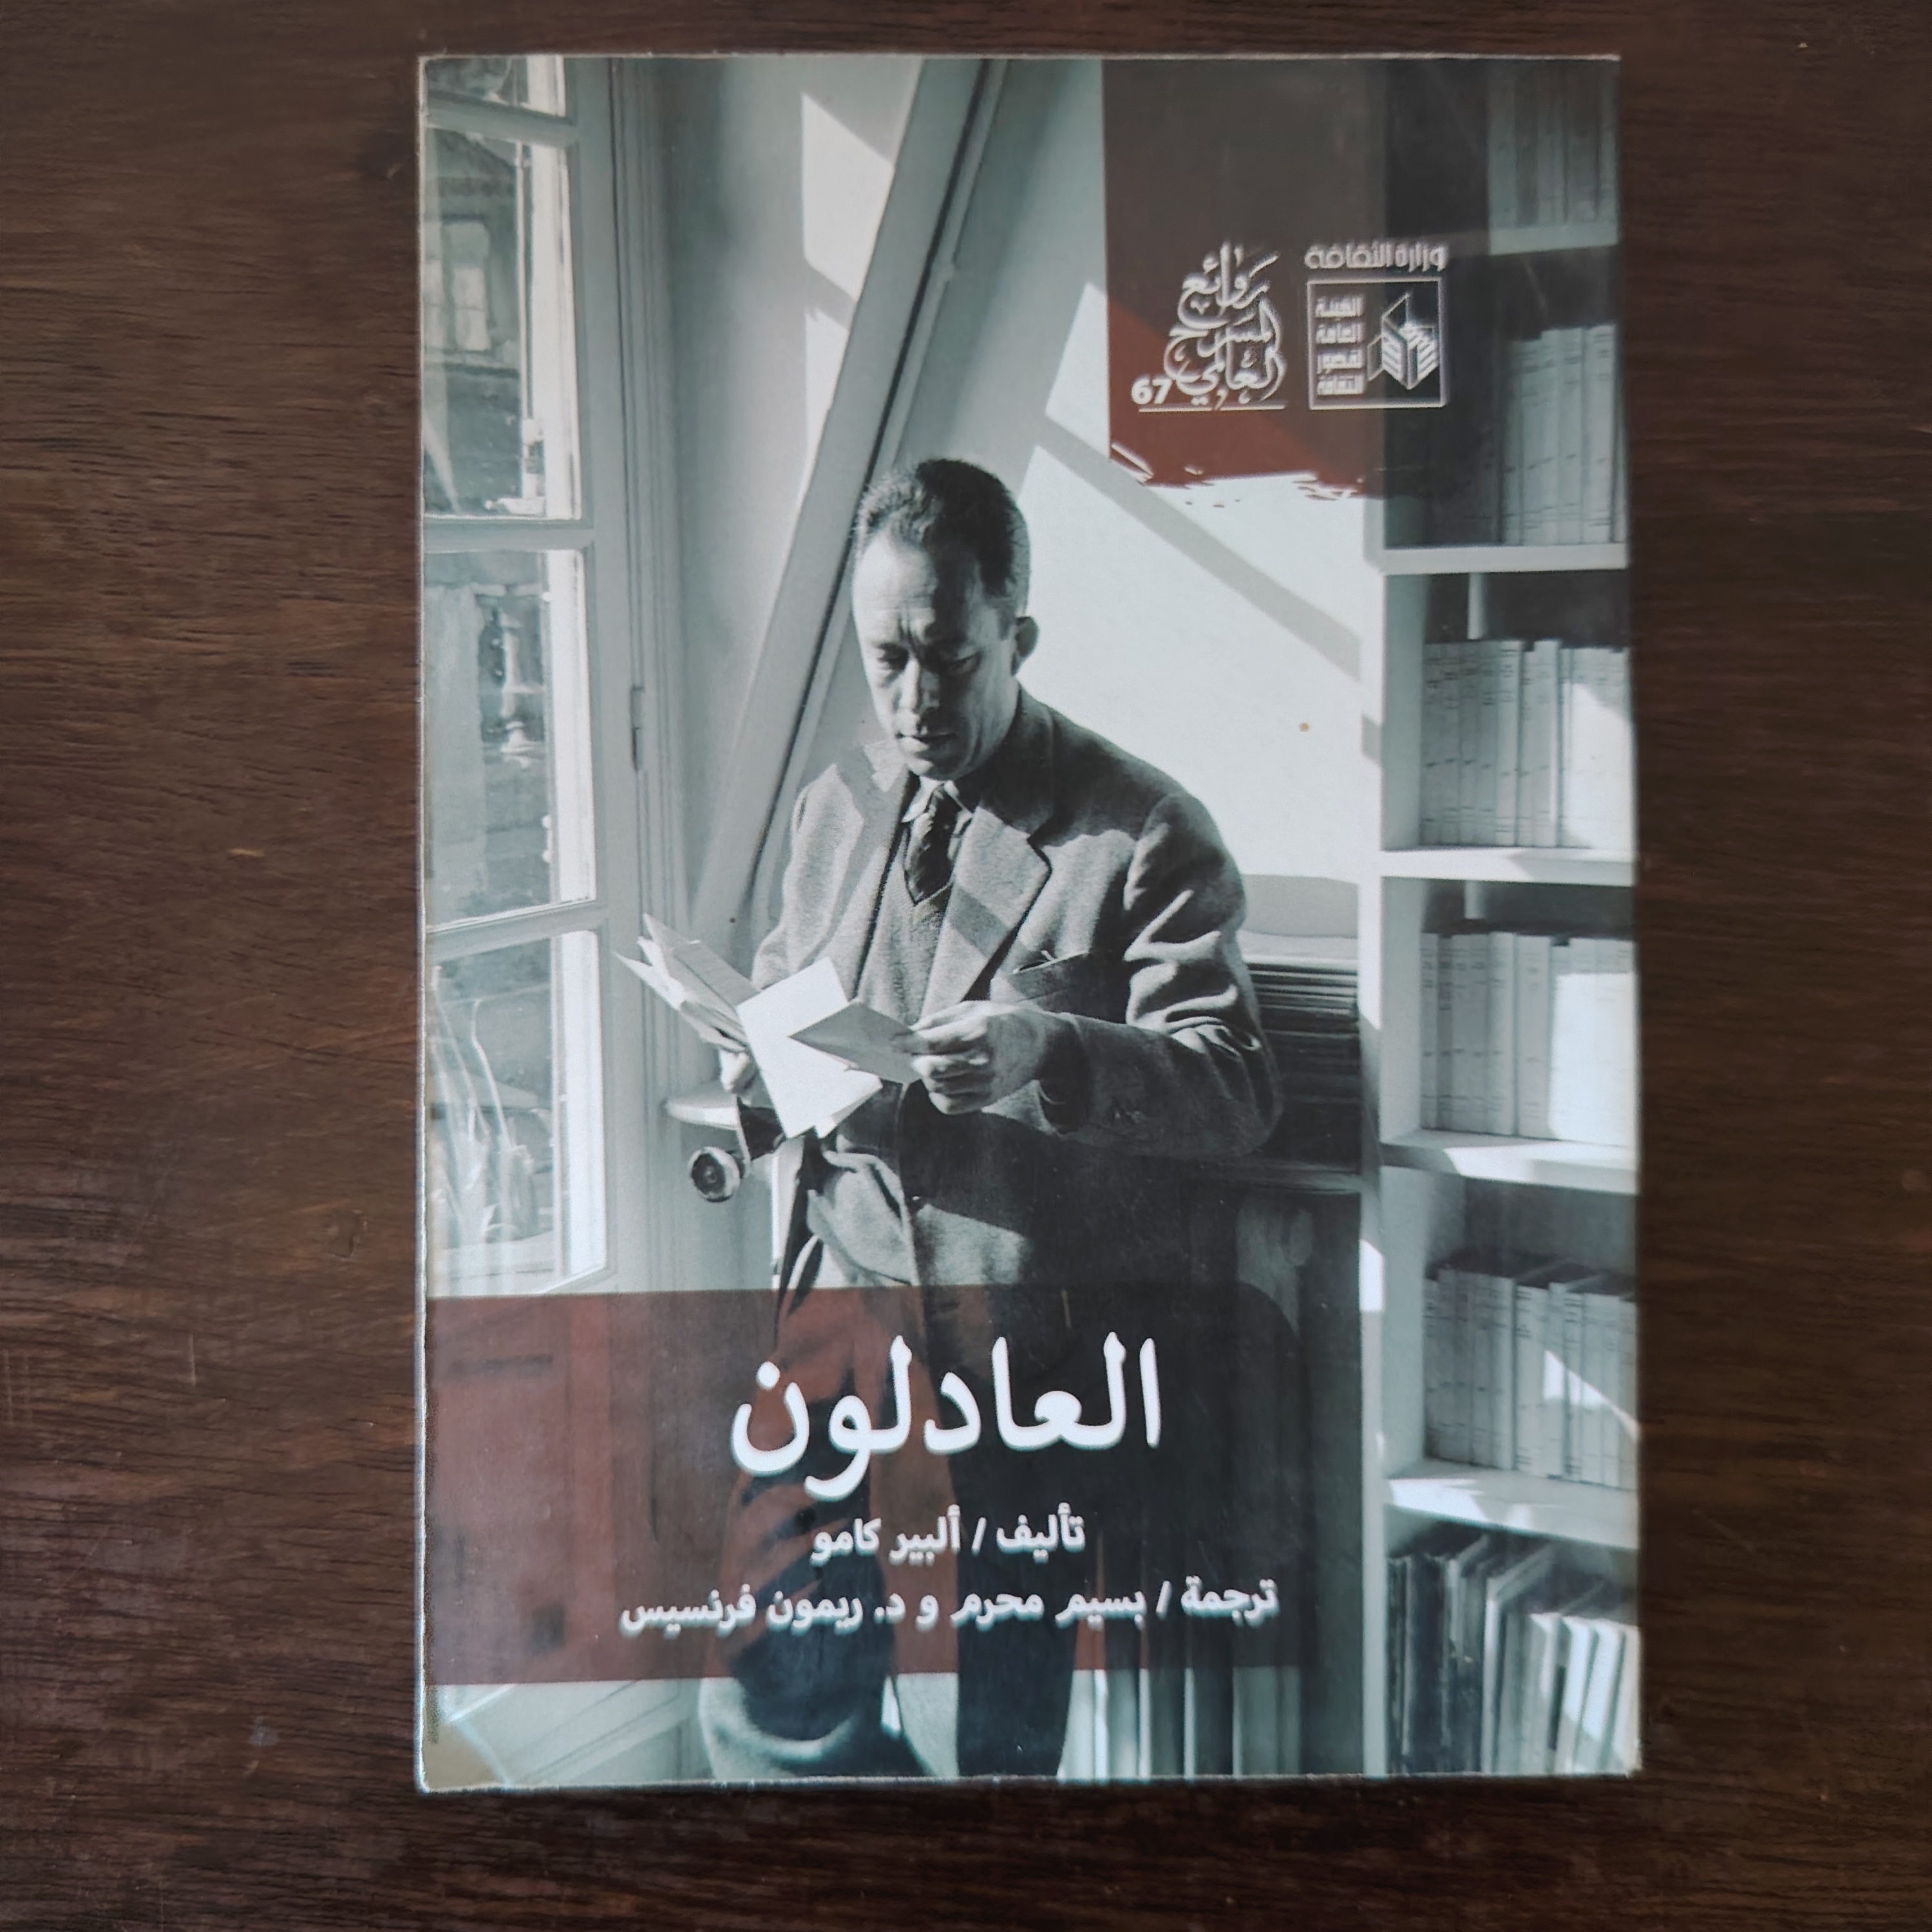 وزارة الثقافة
الهيئة
العامة
لقصور
الثقافة
روائع
المسرح
العالمي
67
العادلون
تأليف / ألبير كامو
ترجمة / بسيم محرم و د. ريمون فرنسيس